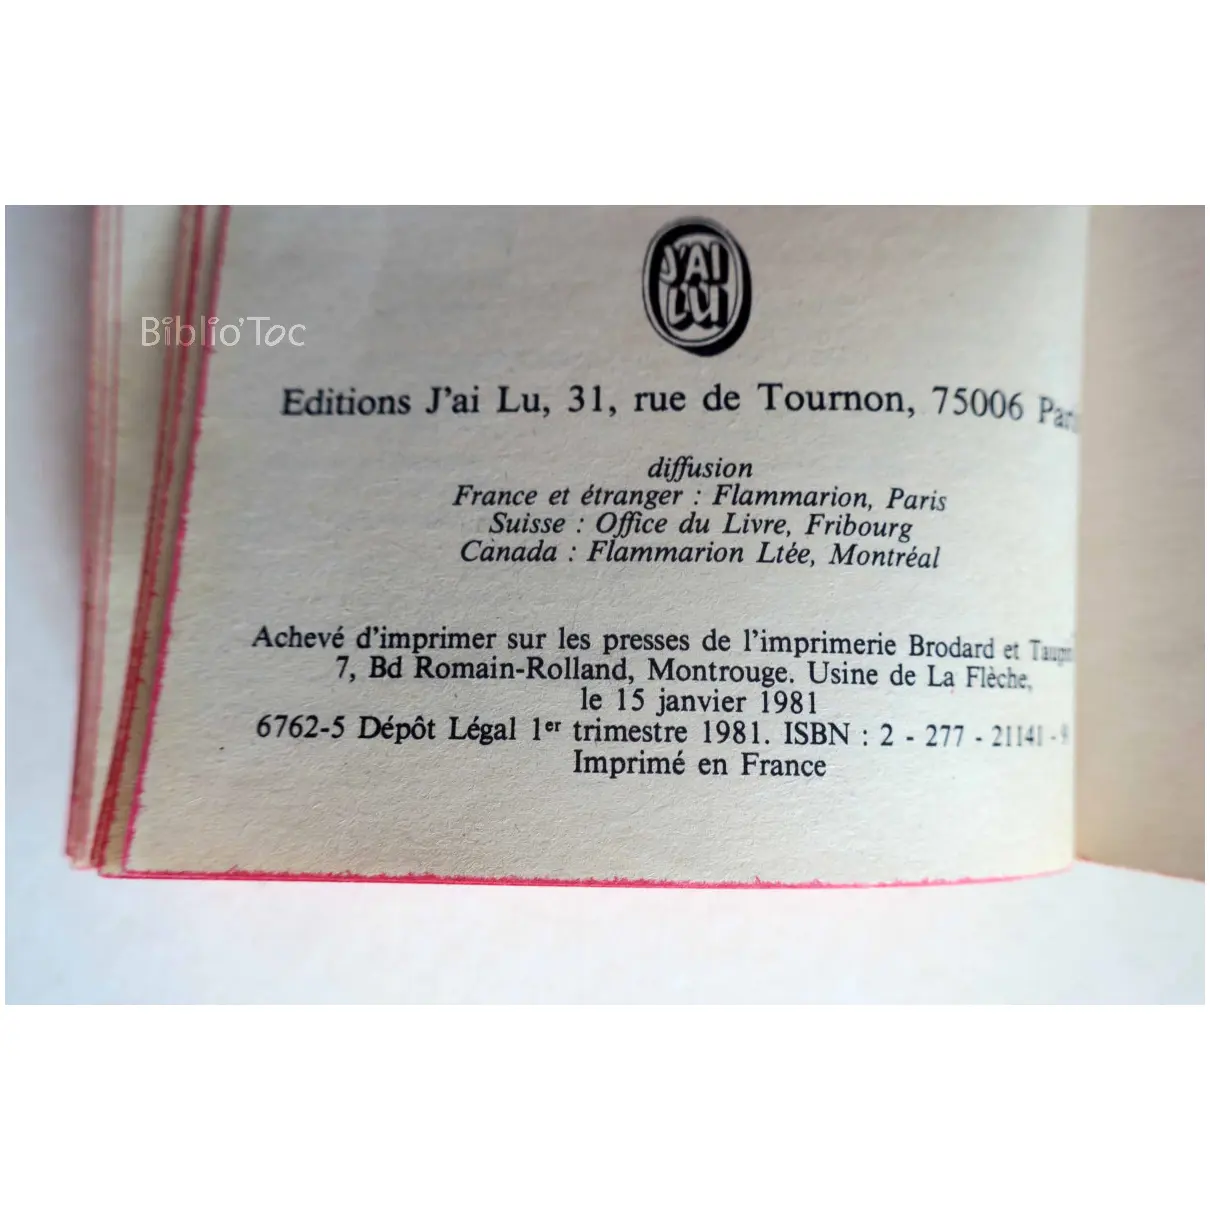 J'AI
LU
Biblio'Toc
Editions J'ai Lu, 31, rue de Tournon, 75006
diffusion
France et étranger : Flammarion, Paris
Suisse : Office du Livre, Fribourg
Canada : Flammarion Ltée, Montréal
Achevé d'imprimer sur les presses de l'imprimerie Brodard et
7, Bd Romain-Rolland, Montrouge. Usine de La Flèche,
le 15 janvier 1981
6762-5 Dépôt Légal 1er trimestre 1981. ISBN : 2 - 277 - 21141 -
Imprimé en France